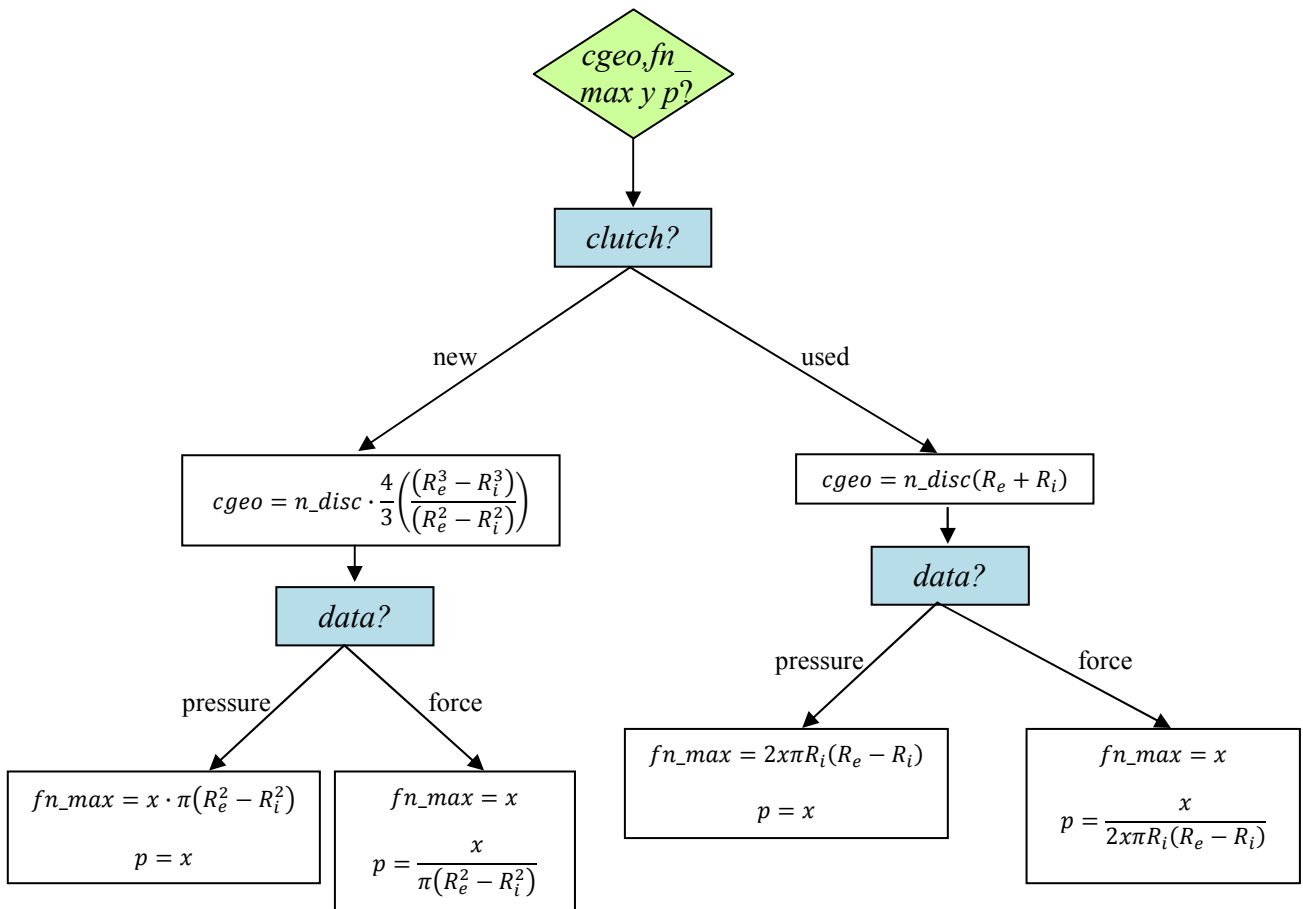 cgeo,fn_
max y p?
clutch?
new
used
cgeo = n_disc · 4/3 ((R_e^3 − R_i^3)/(R_e^2 − R_i^2))
cgeo = n_disc(R_e + R_i)
data?
data?
pressure
force
pressure
force
fn_max = x · π(R_e^2 − R_i^2)
p = x
fn_max = x
p = x/(π(R_e^2 − R_i^2))
fn_max = 2xπR_i(R_e − R_i)
p = x
fn_max = x
p = x/(2xπR_i(R_e − R_i))